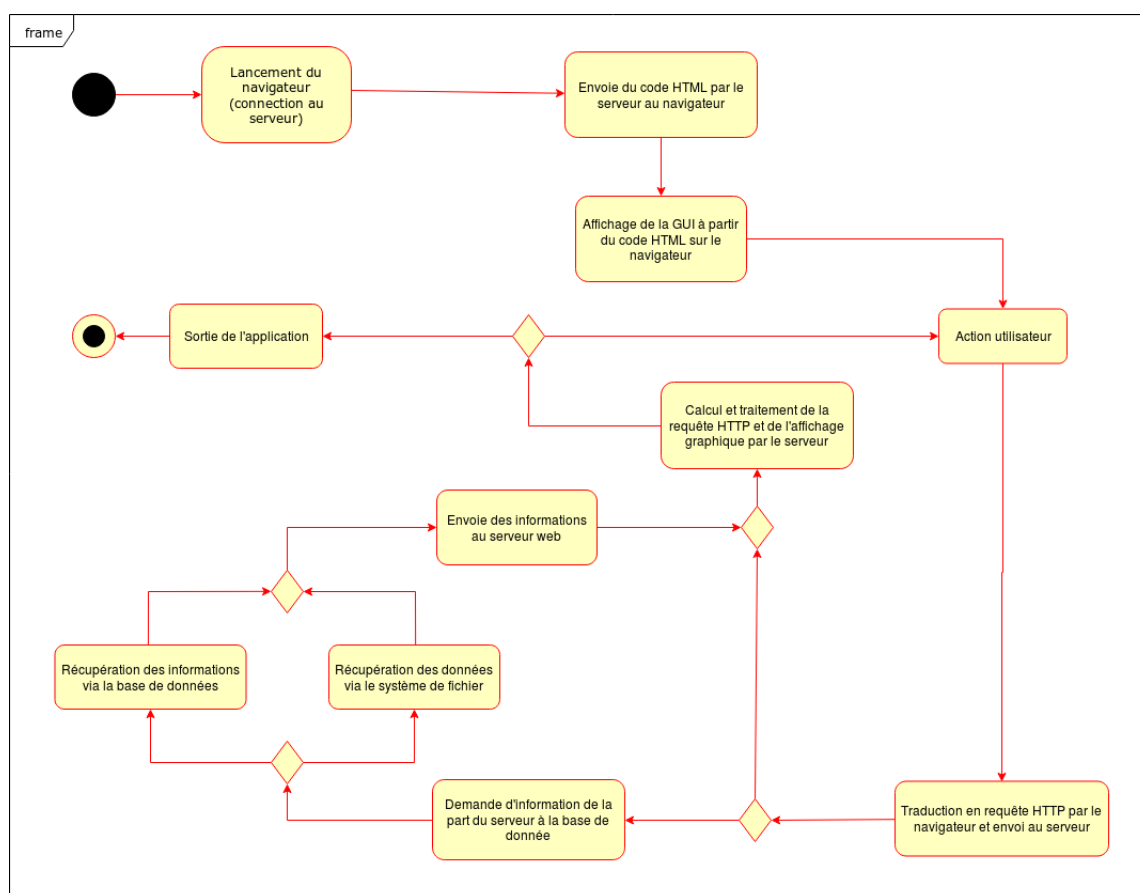 frame
Lancement du
navigateur
(connection au
serveur)
Envoie du code HTML par le
serveur au navigateur
Affichage de la GUI à partir
du code HTML sur le
navigateur
Sortie de l'application
Action utilisateur
Calcul et traitement de la
requête HTTP et de l'affichage
graphique par le serveur
Envoie des informations
au serveur web
Récupération des informations
via la base de données
Récupération des données
via le système de fichier
Demande d'information de la
part du serveur à la base de
donnée
Traduction en requête HTTP par le
navigateur et envoi au serveur